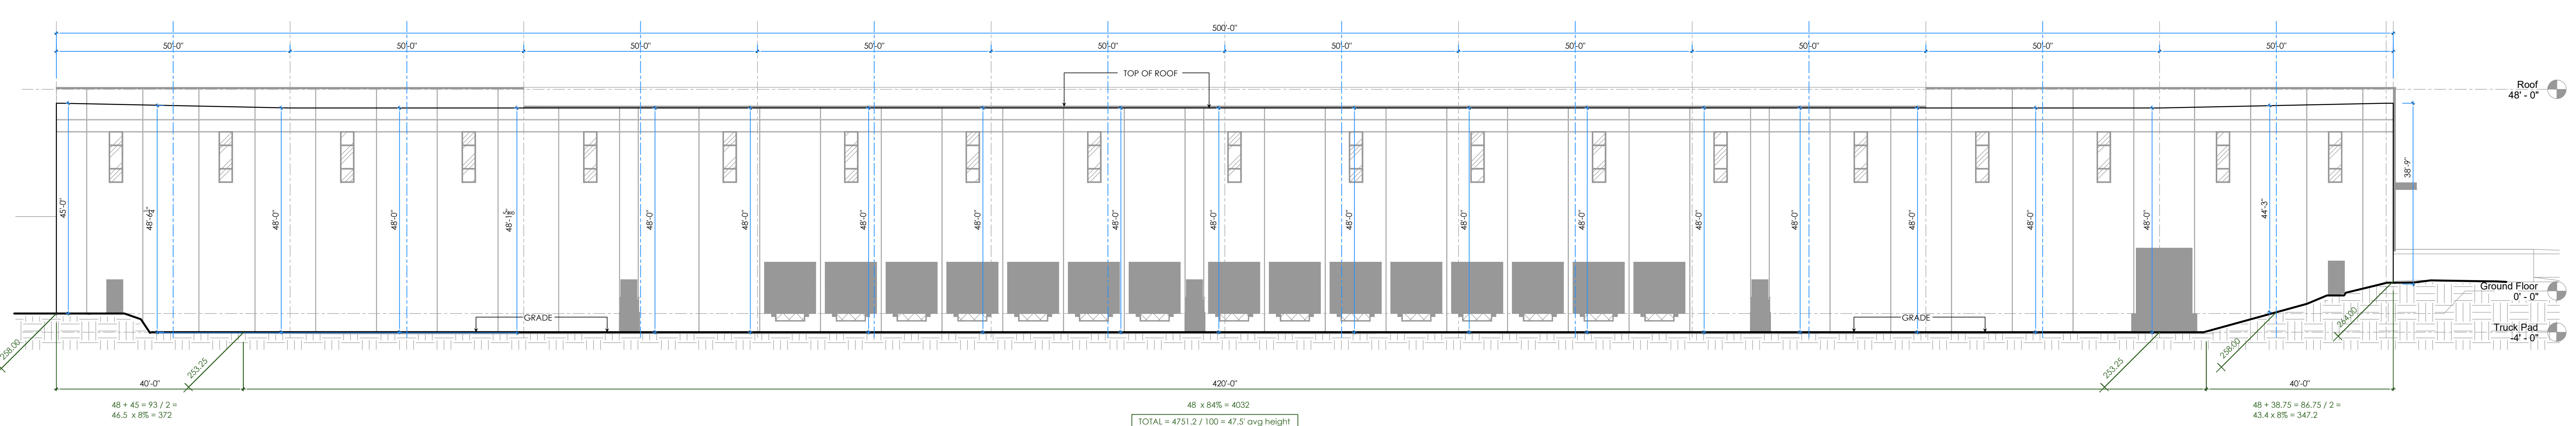 500'-0"
50'-0" 50'-0" 50'-0" 50'-0" 50'-0" 50'-0" 50'-0" 50'-0" 50'-0" 50'-0"
TOP OF ROOF
Roof
48' - 0"
45'-0" 48'-0" 48'-0" 48'-0" 48'-0" 48'-0" 48'-0" 48'-0" 48'-0" 48'-0" 48'-0" 48'-0" 48'-0" 48'-0" 48'-0" 48'-0" 48'-0" 44'-3" 38'-9"
Ground Floor
0' - 0"
GRADE GRADE
Truck Pad
-4' - 0"
258.00 253.25 253.25 258.00 264.00
40'-0" 420'-0" 40'-0"
48 + 45 = 93 / 2 =
46.5 x 8% = 372
48 x 84% = 4032
TOTAL = 4751.2 / 100 = 47.5' avg height
48 + 38.75 = 86.75 / 2 =
43.4 x 8% = 347.2